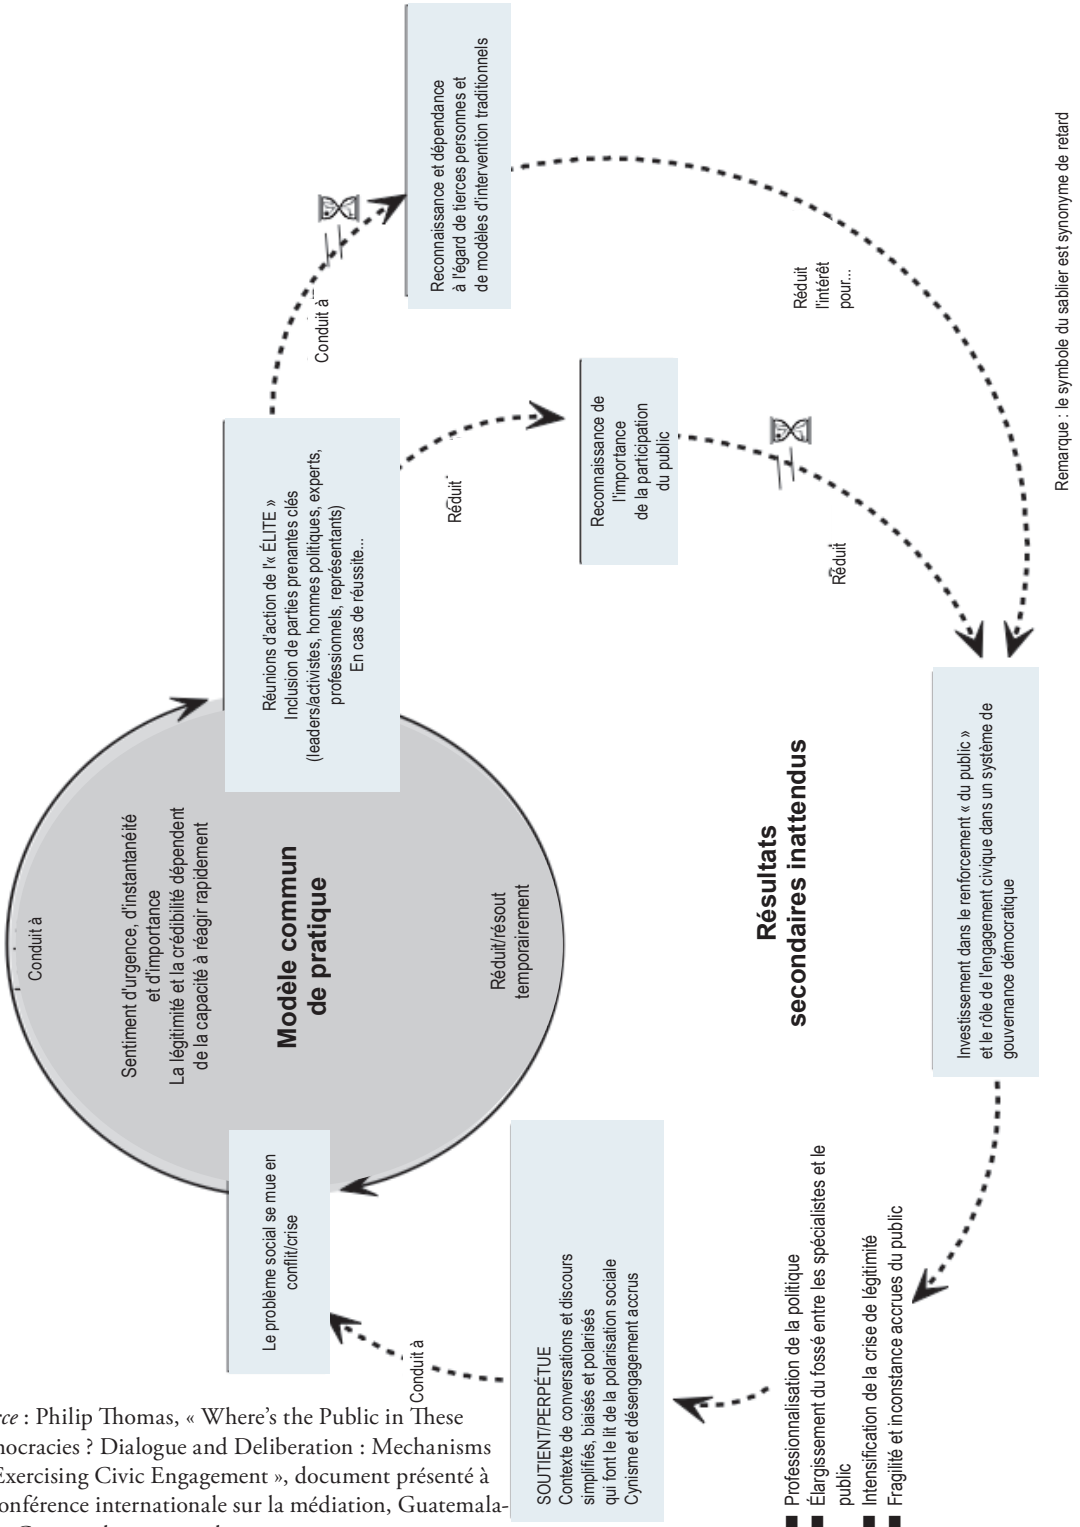 Conduit à
Sentiment d'urgence, d'instantanéité
et d'importance
La légitimité et la crédibilité dépendent
de la capacité à réagir rapidement
Modèle commun
de pratique
Réduit/résout
temporairement
Le problème social se mue en
conflit/crise
Réunions d'action de l'« ÉLITE »
Inclusion de parties prenantes clés
(leaders/activistes, hommes politiques, experts,
professionnels, représentants)
En cas de réussite...
Conduit à
Reconnaissance et dépendance
à l'égard de tierces personnes et
de modèles d'intervention traditionnels
Réduit
Reconnaissance de
l'importance
de la participation
du public
Réduit
l'intérêt
pour...
Réduit
Résultats
secondaires inattendus
Investissement dans le renforcement « du public »
et le rôle de l'engagement civique dans un système de
gouvernance démocratique
Professionnalisation de la politique
Élargissement du fossé entre les spécialistes et le
public
Intensification de la crise de légitimité
Fragilité et inconstance accrues du public
SOUTIENT/PERPÉTUE
Contexte de conversations et discours
simplifiés, biaisés et polarisés
qui font le lit de la polarisation sociale
Cynisme et désengagement accrus
Conduit à
Remarque : le symbole du sablier est synonyme de retard
rce : Philip Thomas, « Where's the Public in These
nocracies ? Dialogue and Deliberation : Mechanisms
Exercising Civic Engagement », document présenté à
onférence internationale sur la médiation, Guatemala-